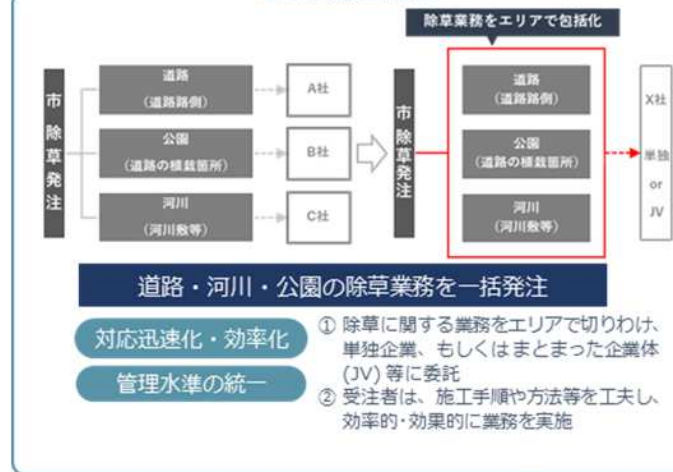 除草業務をエリアで包括化
市 除草発注
道路
(道路路側)
A社
公園
(道路の植栽箇所)
B社
河川
(河川敷等)
C社
市 除草発注
道路
(道路路側)
公園
(道路の植栽箇所)
河川
(河川敷等)
X社
単独
or
JV
道路・河川・公園の除草業務を一括発注
対応迅速化・効率化
管理水準の統一
① 除草に関する業務をエリアで切りわけ、
単独企業、もしくはまとまった企業体
(JV) 等に委託
② 受注者は、施工手順や方法等を工夫し、
効率的・効果的に業務を実施